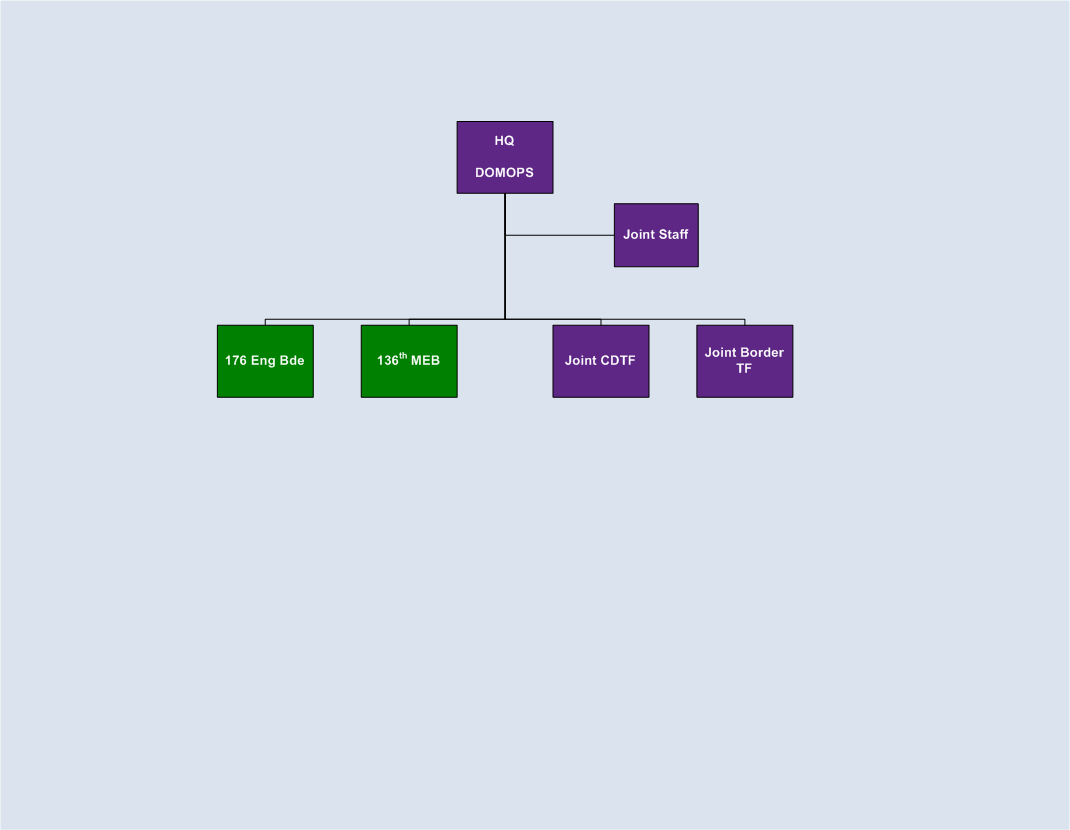 HQ
DOMOPS
Joint Staff
176 Eng Bde
136th MEB
Joint CDTF
Joint Border
TF